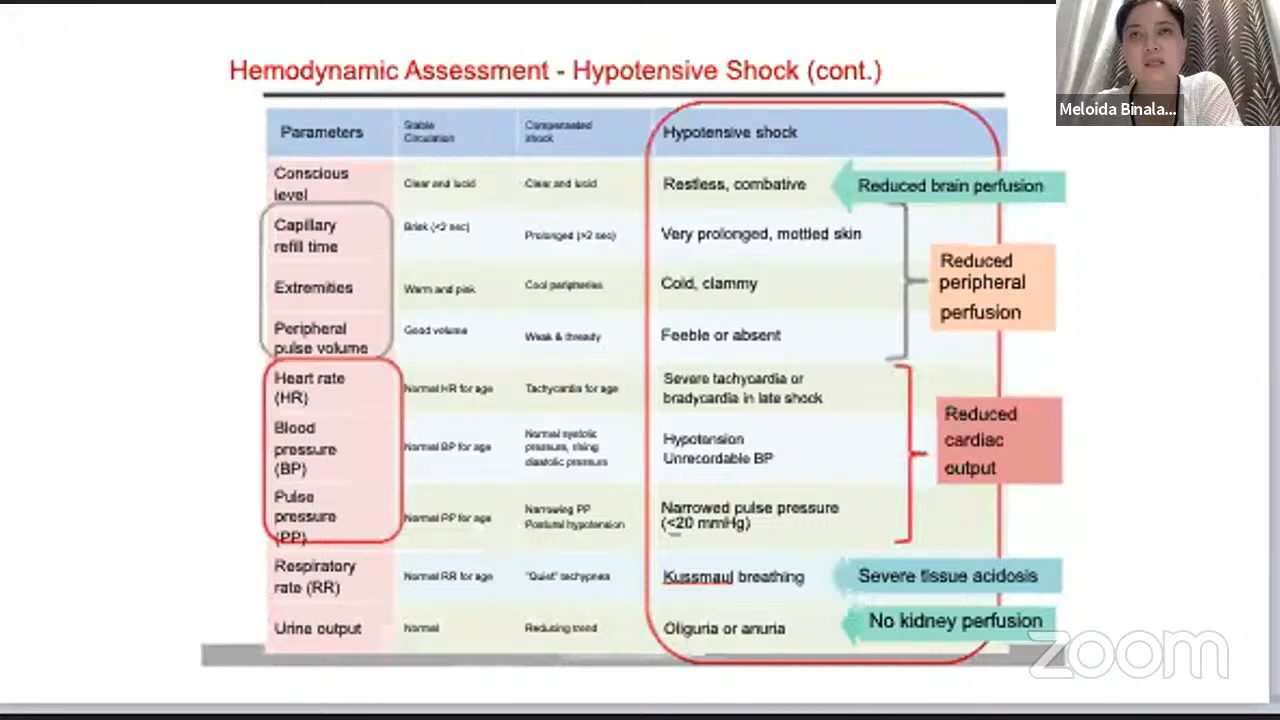 Hemodynamic Assessment - Hypotensive Shock (cont.)
Meloida Binala...
Parameters
Stable
Circulation
Compensated
shock
Hypotensive shock
Conscious
level
Clear and lucid
Clear and lucid
Restless, combative
Reduced brain perfusion
Capillary
refill time
Brisk (<2 sec)
Prolonged (>2 sec)
Very prolonged, mottled skin
Extremities
Warm and pink
Cool peripheries
Cold, clammy
Reduced
peripheral
perfusion
Peripheral
pulse volume
Good volume
Weak & thready
Feeble or absent
Heart rate
(HR)
Normal HR for age
Tachycardia for age
Severe tachycardia or
bradycardia in late shock
Blood
pressure
(BP)
Normal BP for age
Normal systolic
pressure, rising
diastolic pressure
Hypotension
Unrecordable BP
Reduced
cardiac
output
Pulse
pressure
(PP)
Normal PP for age
Narrowing PP
Postural hypotension
Narrowed pulse pressure
(<20 mmHg)
Respiratory
rate (RR)
Normal RR for age
"Quiet" tachypnea
Kussmaul breathing
Severe tissue acidosis
Urine output
Normal
Reducing trend
Oliguria or anuria
No kidney perfusion
zoom